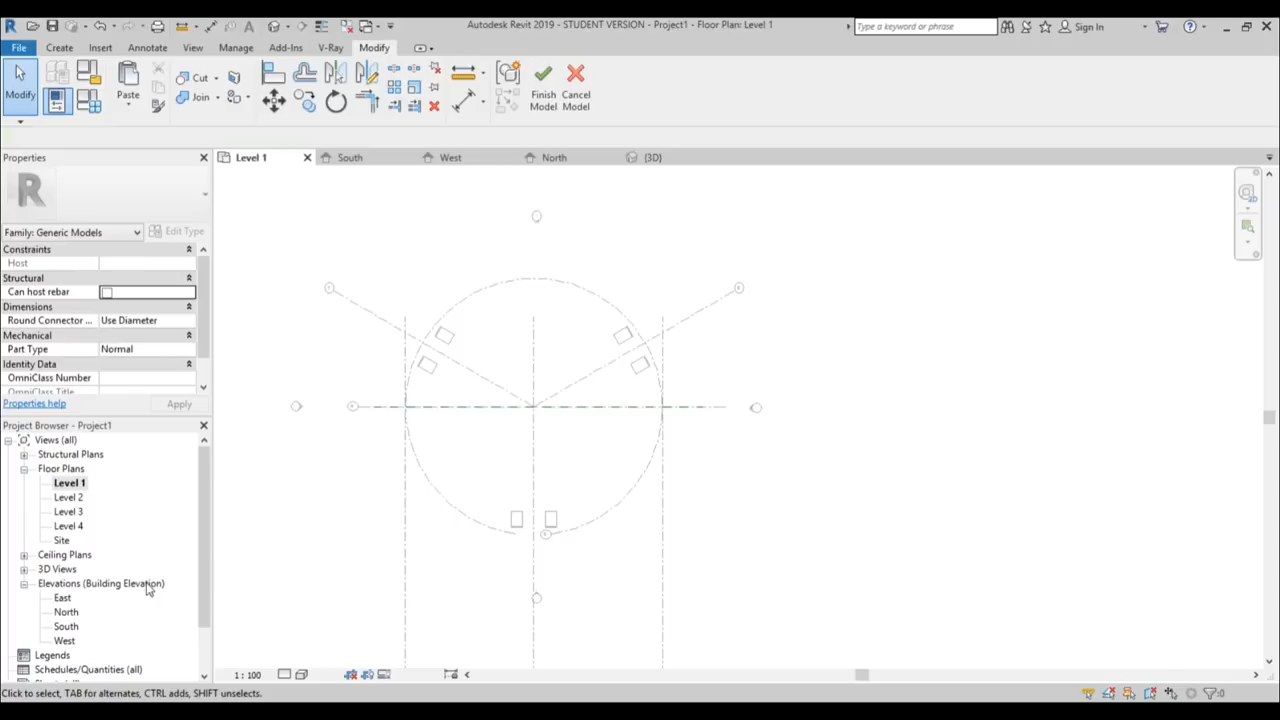 Autodesk Revit 2019 - STUDENT VERSION - Project1 - Floor Plan: Level 1
Type a keyword or phrase
Sign In
File Create Insert Annotate View Manage Add-Ins V-Ray Modify
Modify
Paste
Cut
Join
Finish Model
Cancel Model
Properties
Level 1
South
West
North
{3D}
R
Family: Generic Models
Edit Type
Constraints
Host
Structural
Can host rebar
Dimensions
Round Connector ... Use Diameter
Mechanical
Part Type Normal
Identity Data
OmniClass Number
OmniClass Title
Properties help
Apply
Project Browser - Project1
Views (all)
Structural Plans
Floor Plans
Level 1
Level 2
Level 3
Level 4
Site
Ceiling Plans
3D Views
Elevations (Building Elevation)
East
North
South
West
Legends
Schedules/Quantities (all)
1 : 100
Click to select, TAB for alternates, CTRL adds, SHIFT unselects.
:0